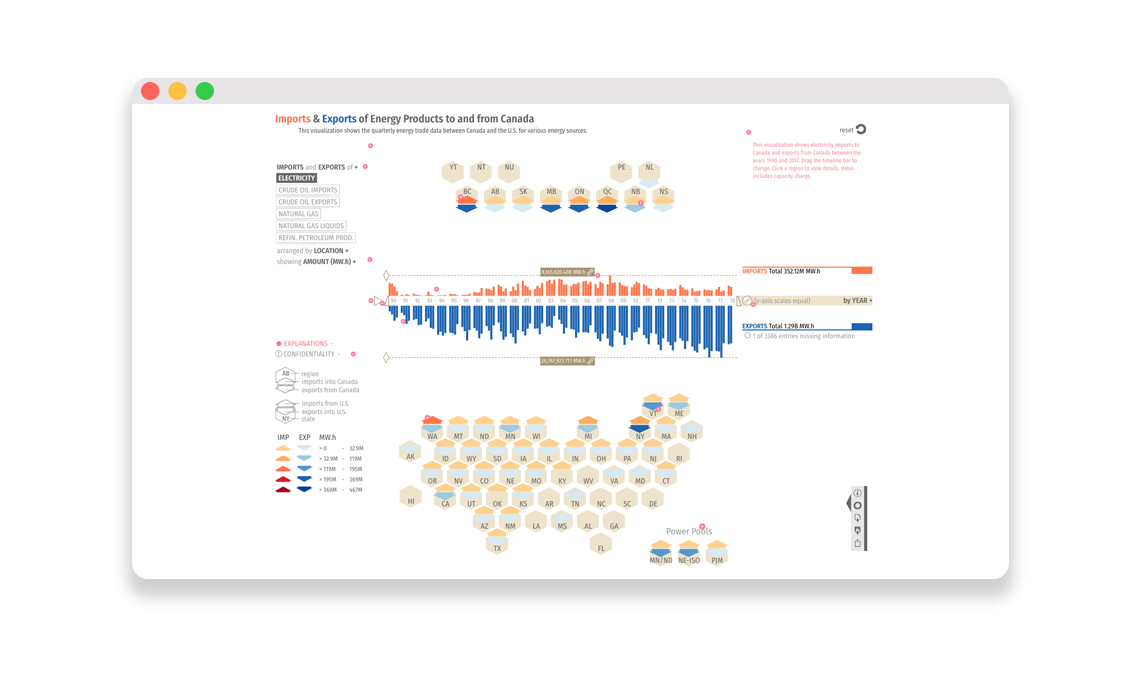 Imports & Exports of Energy Products to and from Canada
This visualization shows the quarterly energy trade data between Canada and the U.S. for various energy sources.
reset
This visualization shows electricity imports to
Canada and exports from Canada between the
years 1990 and 2017. Drag the timeline bar to
change. Click a region to view details. Value
includes capacity charge.
IMPORTS and EXPORTS of +
ELECTRICITY
CRUDE OIL IMPORTS
CRUDE OIL EXPORTS
NATURAL GAS
NATURAL GAS LIQUIDS
REFIN. PETROLEUM PROD.
arranged by LOCATION +
showing AMOUNT (MW.h) +
YT NT NU PE NL
BC AB SK MB ON QC NB NS
8,165,620.408 MW.h
90 91 92 93 94 95 96 97 98 99 00 01 02 03 04 05 06 07 08 09 10 11 12 13 14 15 16 17 18
20,767,923.711 MW.h
IMPORTS Total 352.12M MW.h
(y-axis scales equal) by YEAR +
EXPORTS Total 1.29B MW.h
1 of 3386 entries missing information
EXPLANATIONS -
CONFIDENTIALITY -
AB region
imports into Canada
exports from Canada
imports from U.S.
exports into U.S.
NY state
IMP EXP MW.h
> 0 - 32.9M
> 32.9M - 119M
> 119M - 195M
> 195M - 369M
> 369M - 467M
VT ME
WA MT ND MN WI MI NY MA NH
AK ID WY SD IA IL IN OH PA NJ RI
OR NV CO NE MO KY WV VA MD CT
HI CA UT OK KS AR TN NC SC DE
AZ NM LA MS AL GA
TX FL
Power Pools
MN/ND NE-ISO PJM